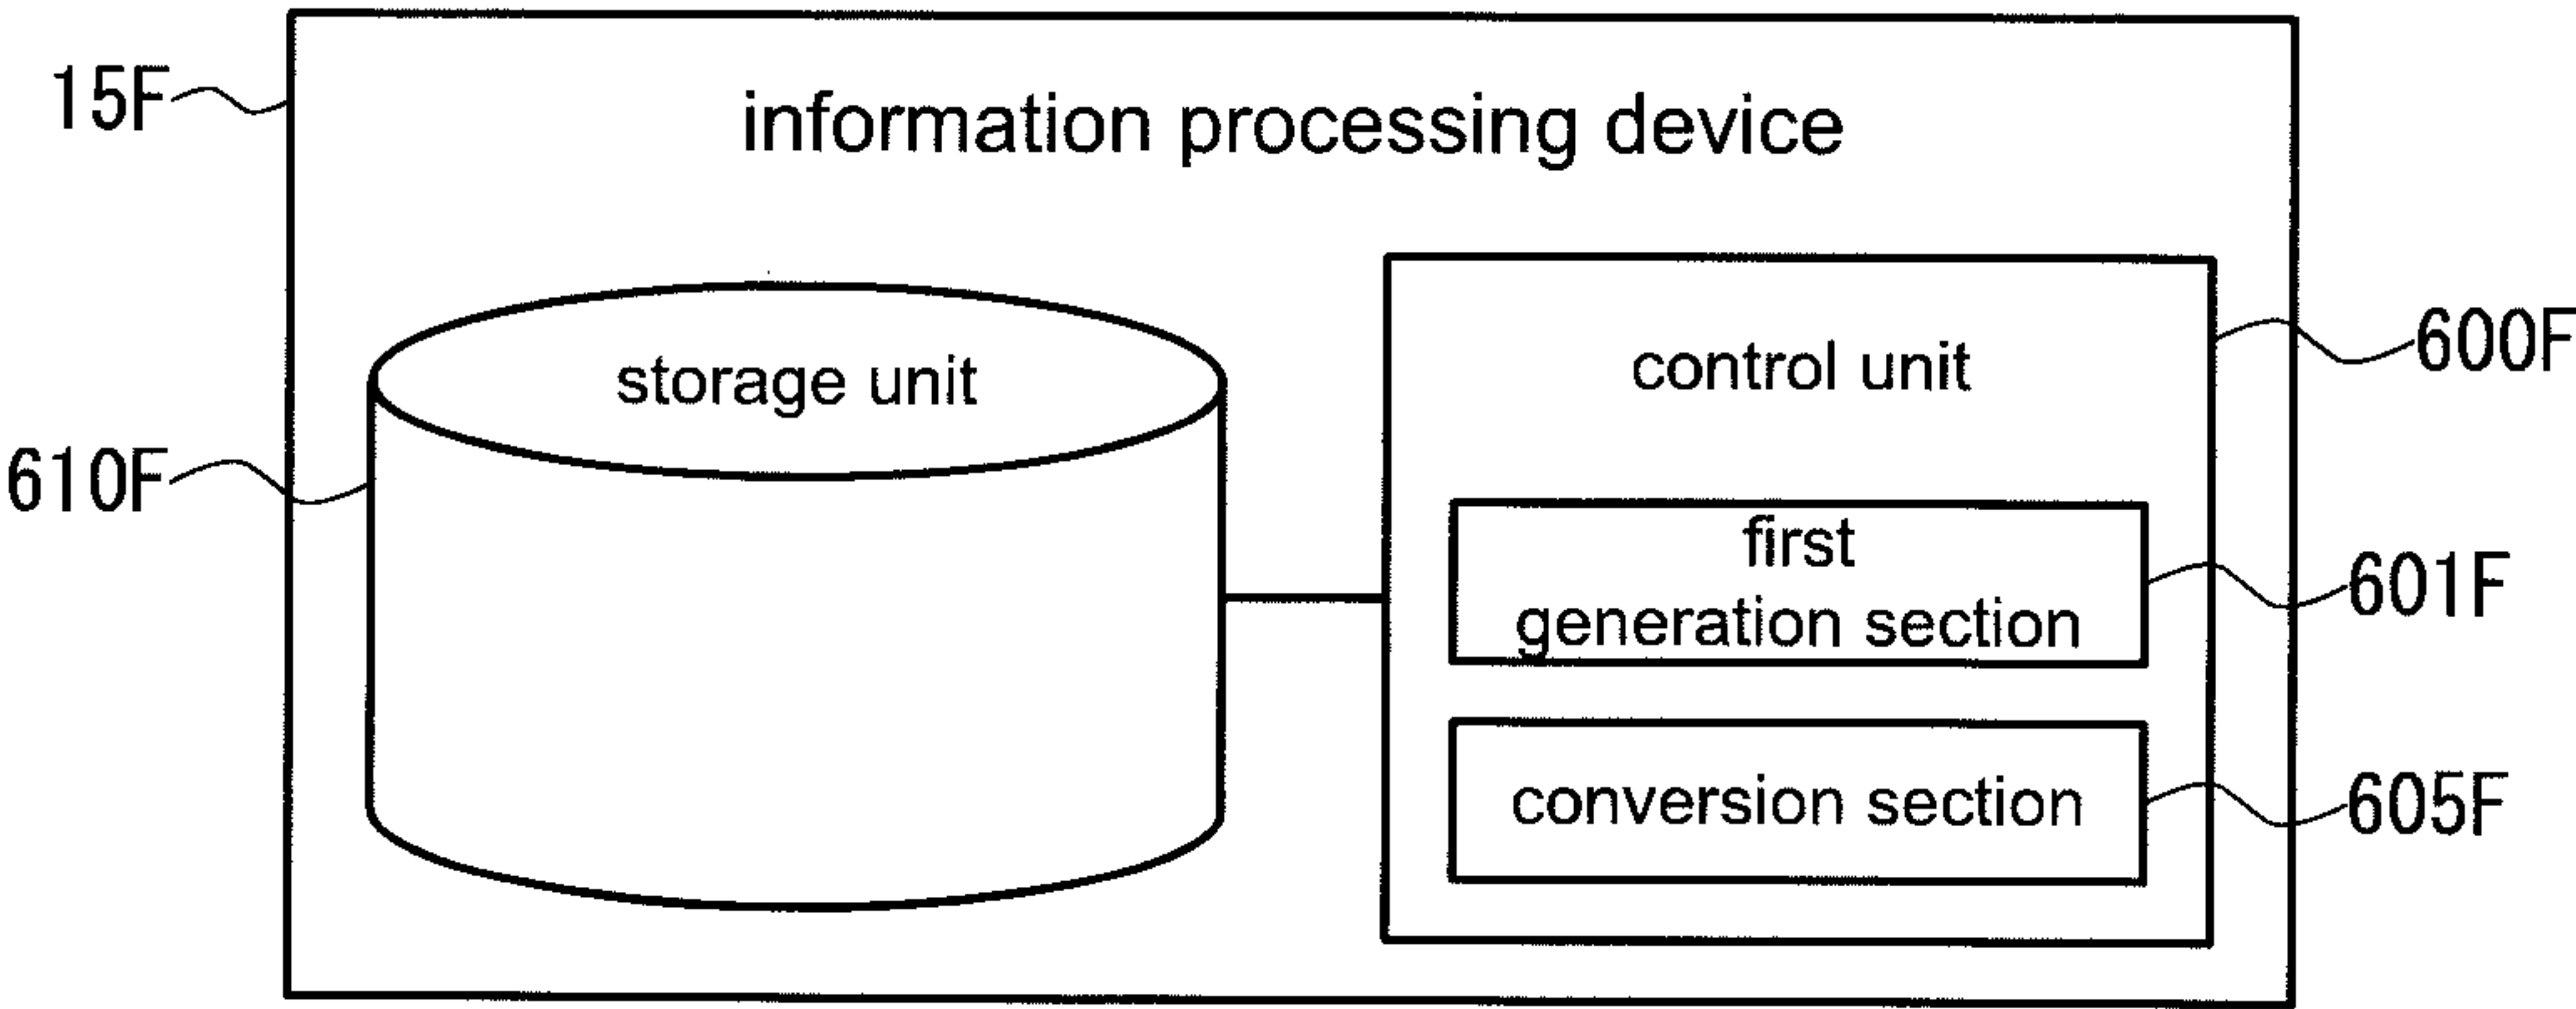 15F
information processing device
storage unit
610F
control unit
600F
first
generation section
601F
conversion section
605F